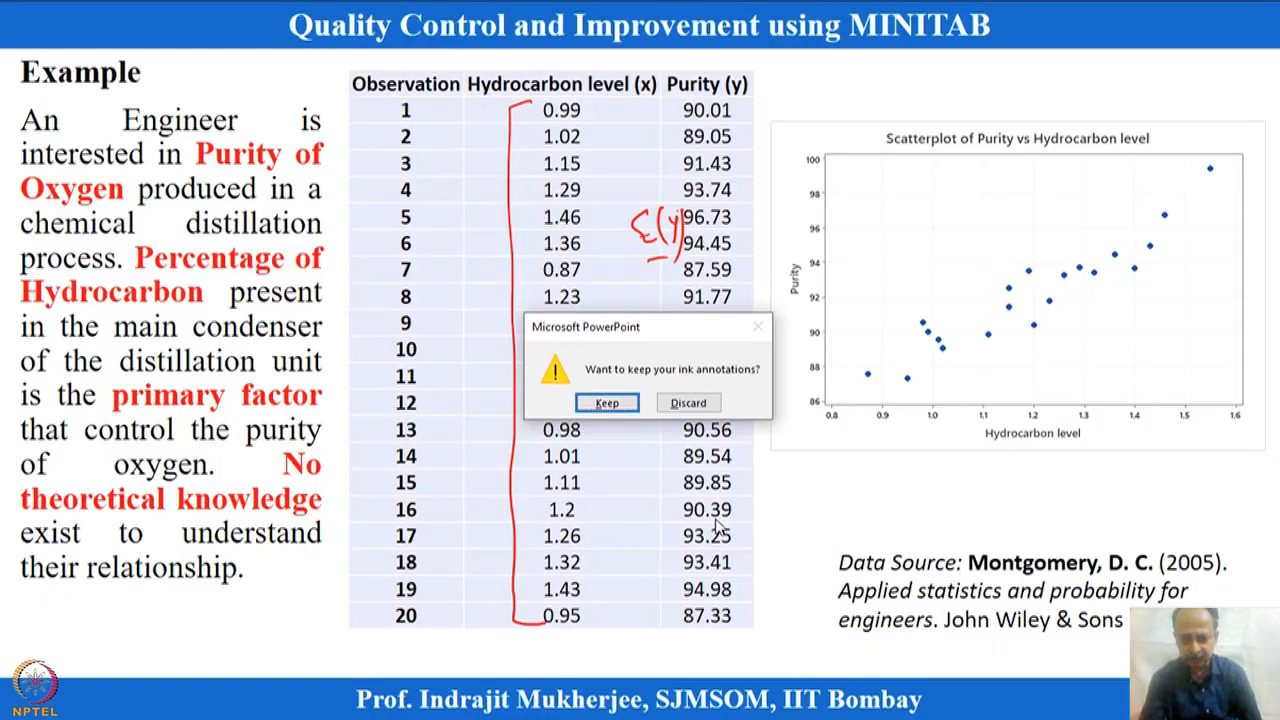 Quality Control and Improvement using MINITAB
Example
An Engineer is
interested in Purity of
Oxygen produced in a
chemical distillation
process. Percentage of
Hydrocarbon present
in the main condenser
of the distillation unit
is the primary factor
that control the purity
of oxygen. No
theoretical knowledge
exist to understand
their relationship.
Observation Hydrocarbon level (x) Purity (y)
1 0.99 90.01
2 1.02 89.05
3 1.15 91.43
4 1.29 93.74
5 1.46 96.73
6 1.36 94.45
7 0.87 87.59
8 1.23 91.77
9
10
11
12
13 0.98 90.56
14 1.01 89.54
15 1.11 89.85
16 1.2 90.39
17 1.26 93.25
18 1.32 93.41
19 1.43 94.98
20 0.95 87.33
Microsoft PowerPoint
Want to keep your ink annotations?
Keep Discard
Scatterplot of Purity vs Hydrocarbon level
100
98
96
94
92
90
88
86
Purity
0.8 0.9 1.0 1.1 1.2 1.3 1.4 1.5 1.6
Hydrocarbon level
Data Source: Montgomery, D. C. (2005).
Applied statistics and probability for
engineers. John Wiley & Sons
NPTEL
Prof. Indrajit Mukherjee, SJMSOM, IIT Bombay